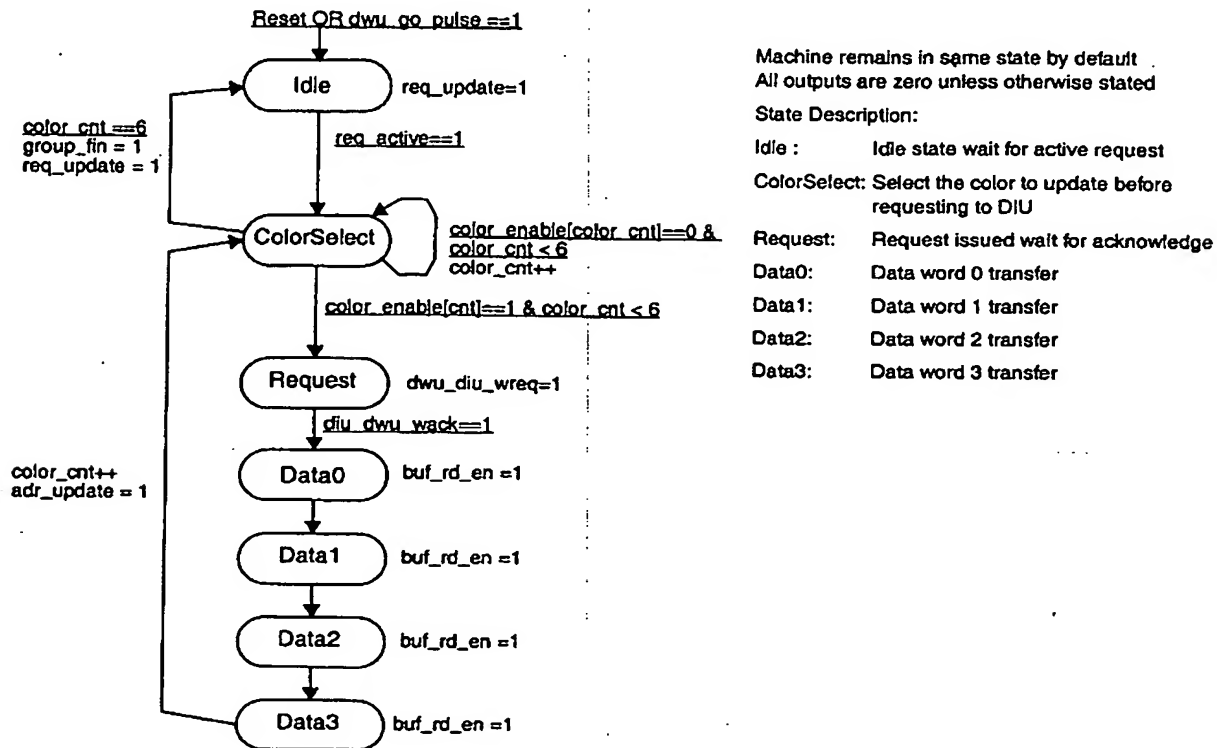 Reset OR dwu_go_pulse ==1
Idle
req_update=1
color_cnt ==6
group_fin = 1
req_update = 1
req_active==1
ColorSelect
color_enable[color_cnt]==0 &
color_cnt < 6
color_cnt++
color_enable[cnt]==1 & color_cnt < 6
Request
dwu_diu_wreq=1
diu_dwu_wack==1
color_cnt++
adr_update = 1
Data0
buf_rd_en =1
Data1
buf_rd_en =1
Data2
buf_rd_en =1
Data3
buf_rd_en =1
Machine remains in same state by default
All outputs are zero unless otherwise stated
State Description:
Idle : Idle state wait for active request
ColorSelect: Select the color to update before
requesting to DIU
Request: Request issued wait for acknowledge
Data0: Data word 0 transfer
Data1: Data word 1 transfer
Data2: Data word 2 transfer
Data3: Data word 3 transfer